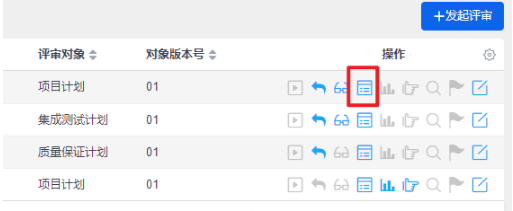 +发起评审
评审对象 对象版本号 操作
项目计划 01
集成测试计划 01
质量保证计划 01
项目计划 01